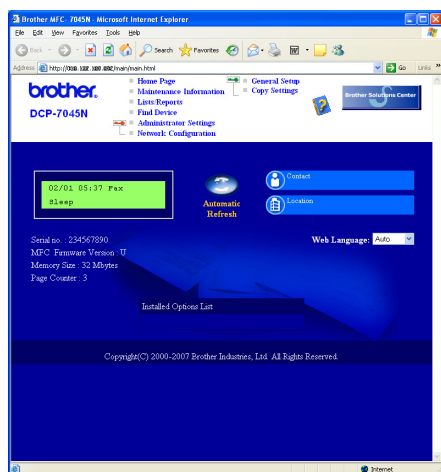 Brother MFC- 7045N - Microsoft Internet Explorer
File Edit View Favorites Tools Help
Back Search Favorites
Address /main/main.html Go Links »
brother.
DCP-7045N
Home Page
Maintenance Information
Lists/Reports
Find Device
Administrator Settings
Network Configuration
General Setup
Copy Settings
Brother Solutions Center
02/01 05:37 Fax
Sleep
Automatic
Refresh
Contact
Location
Serial no. : 234567890
MFC Firmware Version : U
Memory Size : 32 Mbytes
Page Counter : 3
Web Language: Auto
Installed Options List
Copyright(C) 2000-2007 Brother Industries, Ltd. All Rights Reserved.
Internet